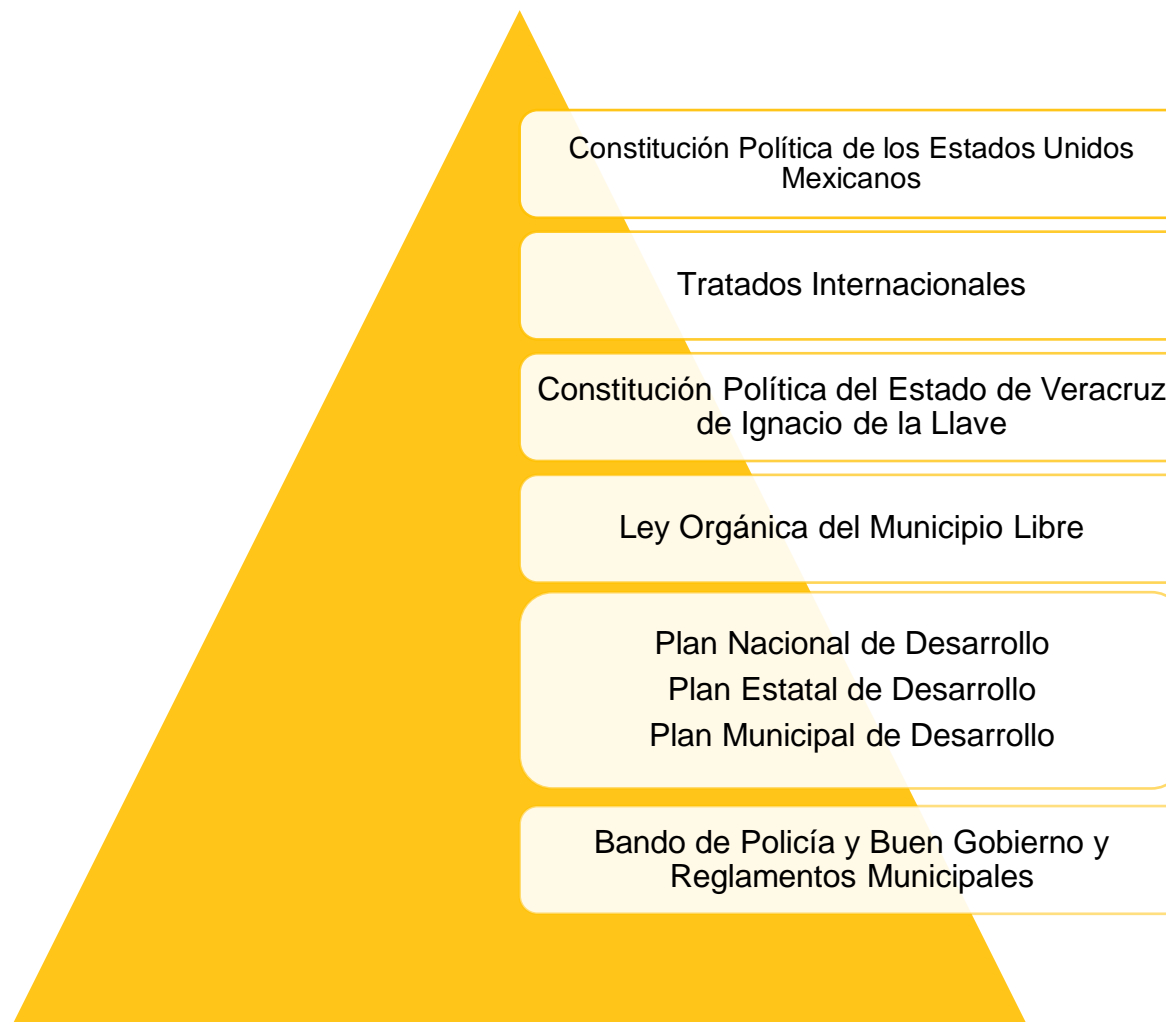 Constitución Política de los Estados Unidos
Mexicanos
Tratados Internacionales
Constitución Política del Estado de Veracruz
de Ignacio de la Llave
Ley Orgánica del Municipio Libre
Plan Nacional de Desarrollo
Plan Estatal de Desarrollo
Plan Municipal de Desarrollo
Bando de Policía y Buen Gobierno y
Reglamentos Municipales